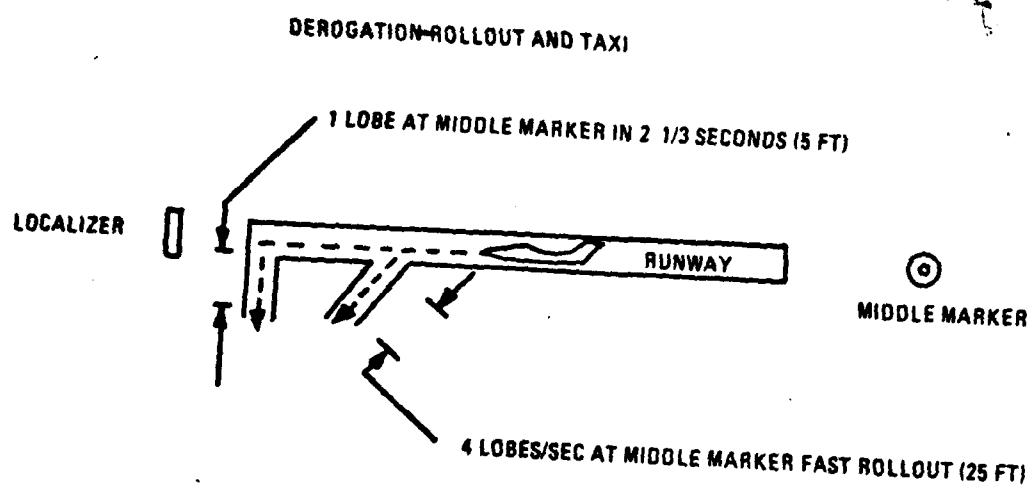 DEROGATION-ROLLOUT AND TAXI
1 LOBE AT MIDDLE MARKER IN 2 1/3 SECONDS (5 FT)
LOCALIZER
RUNWAY
MIDDLE MARKER
4 LOBES/SEC AT MIDDLE MARKER FAST ROLLOUT (25 FT)